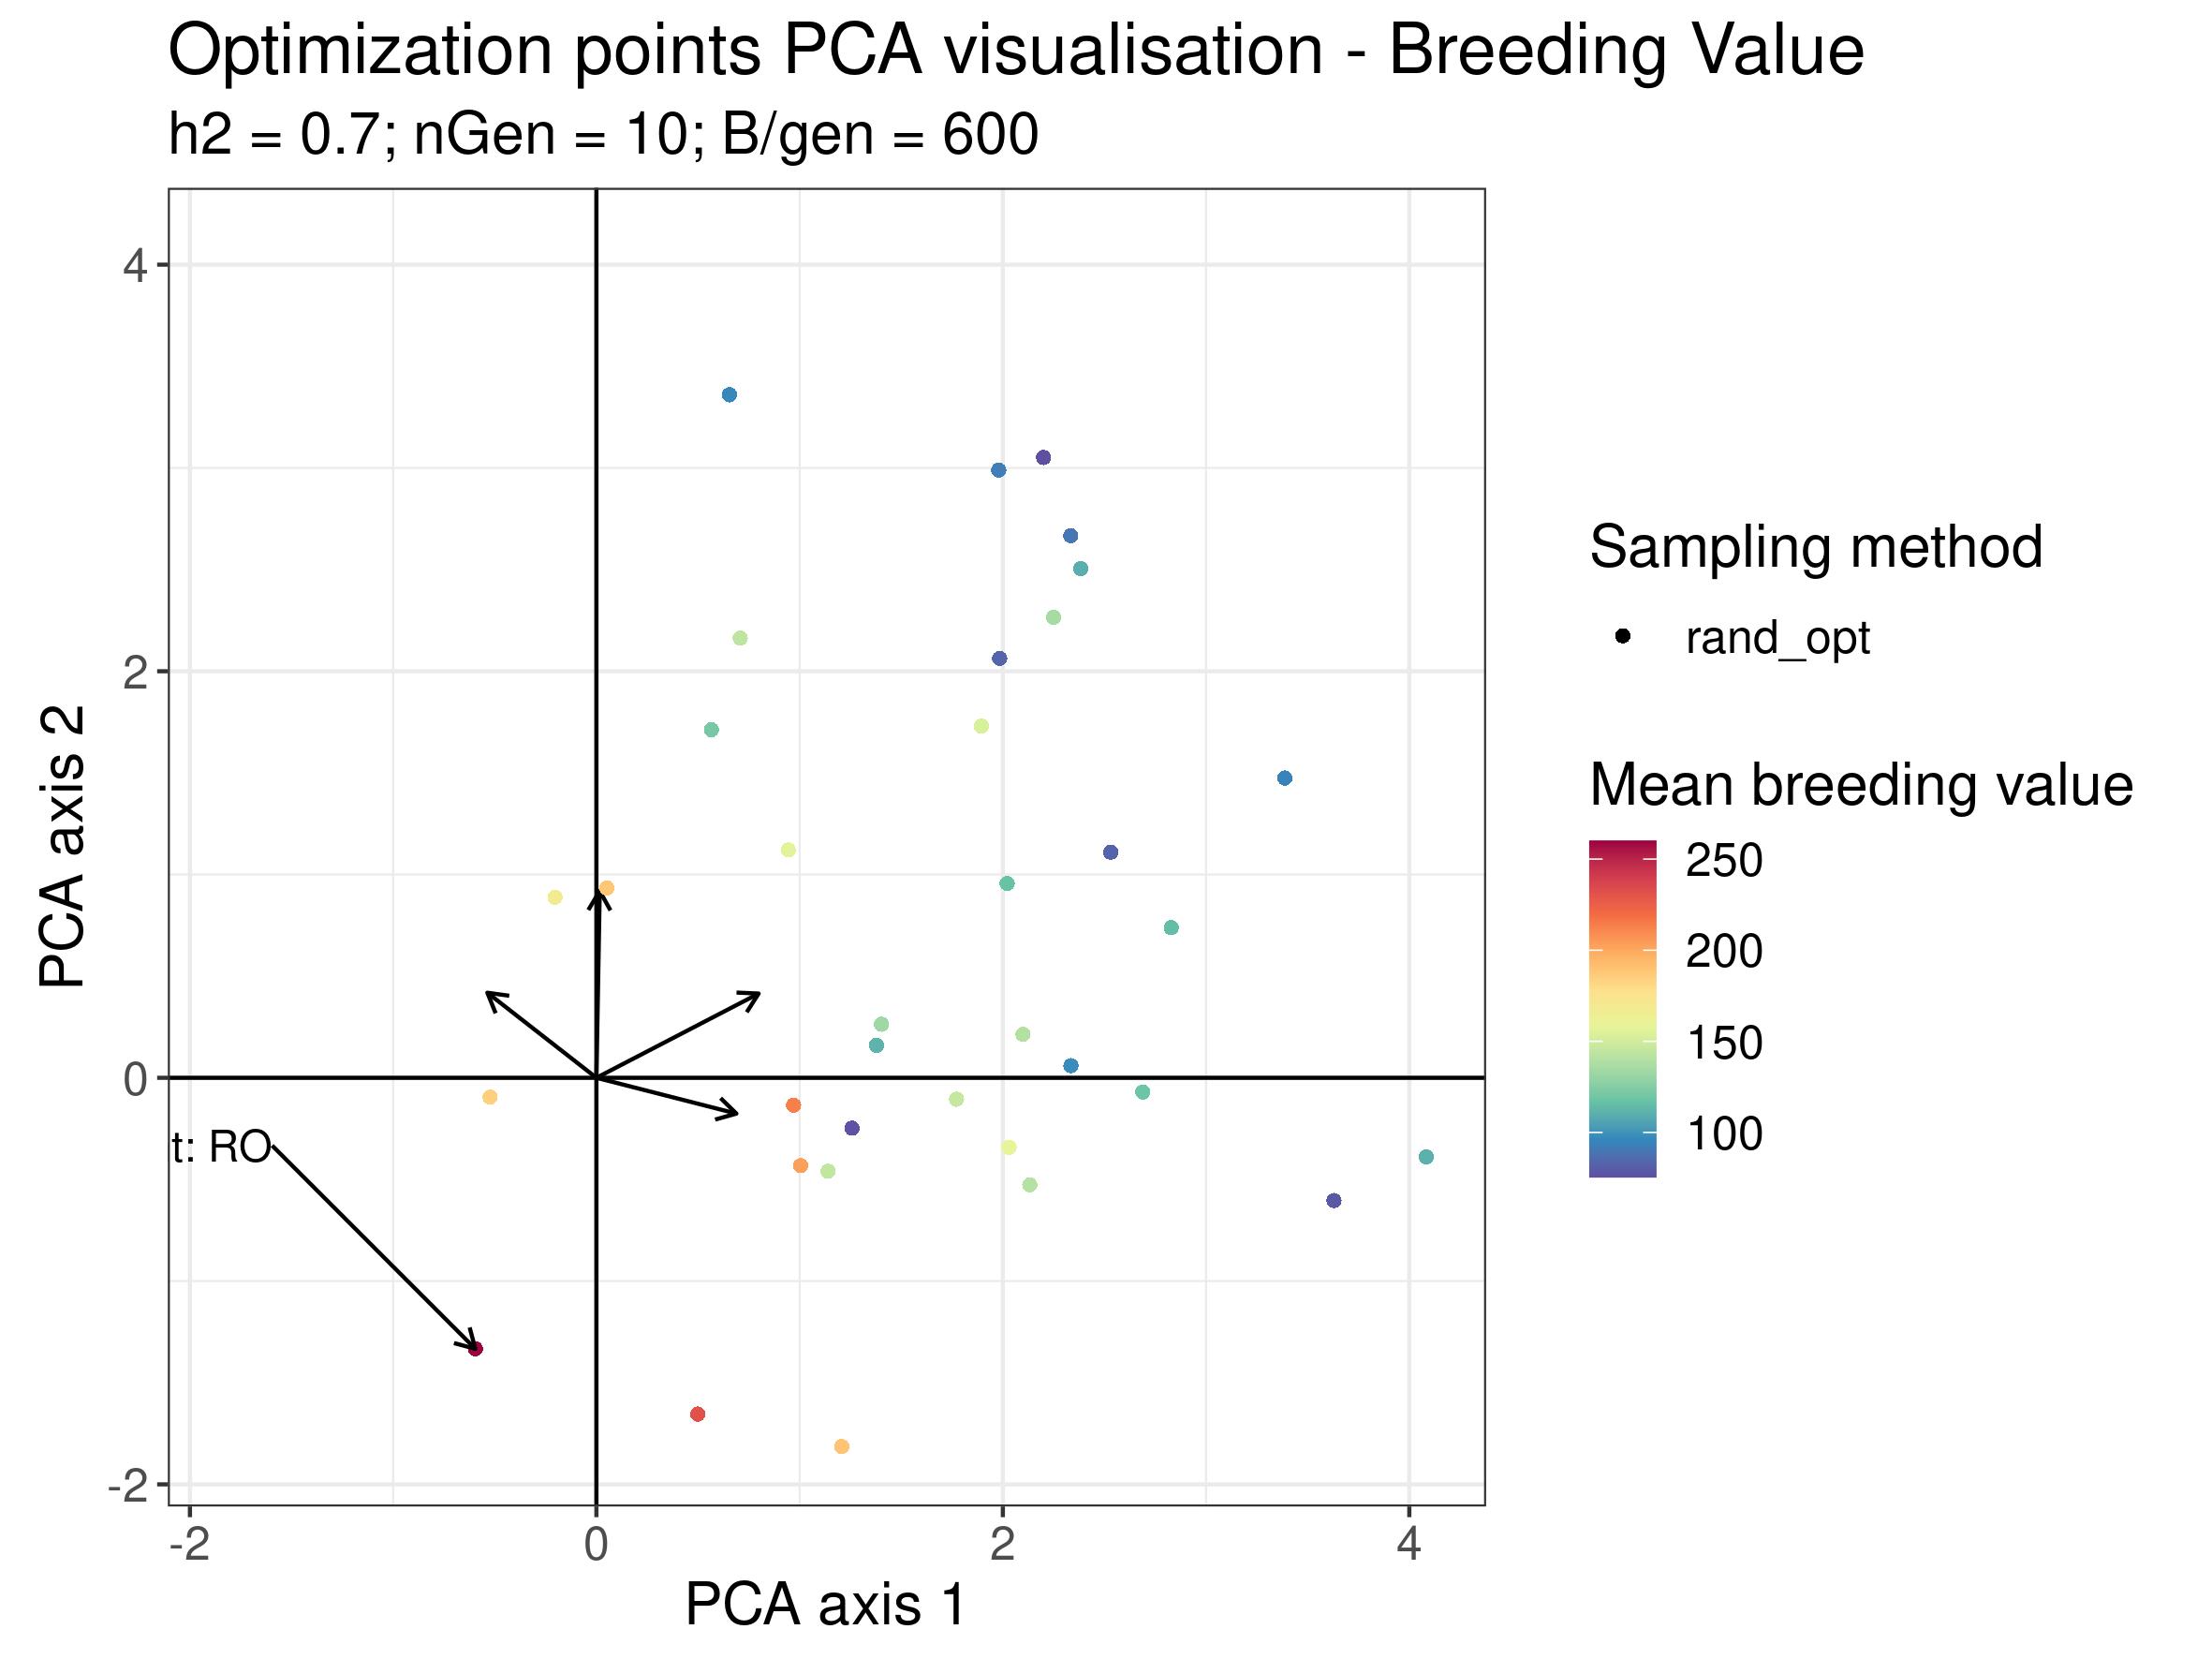 Optimization points PCA visualisation - Breeding Value
h2 = 0.7; nGen = 10; B/gen = 600
4
2
0
-2
PCA axis 2
t: RO
-2
0
2
4
PCA axis 1
Sampling method
rand_opt
Mean breeding value
250
200
150
100